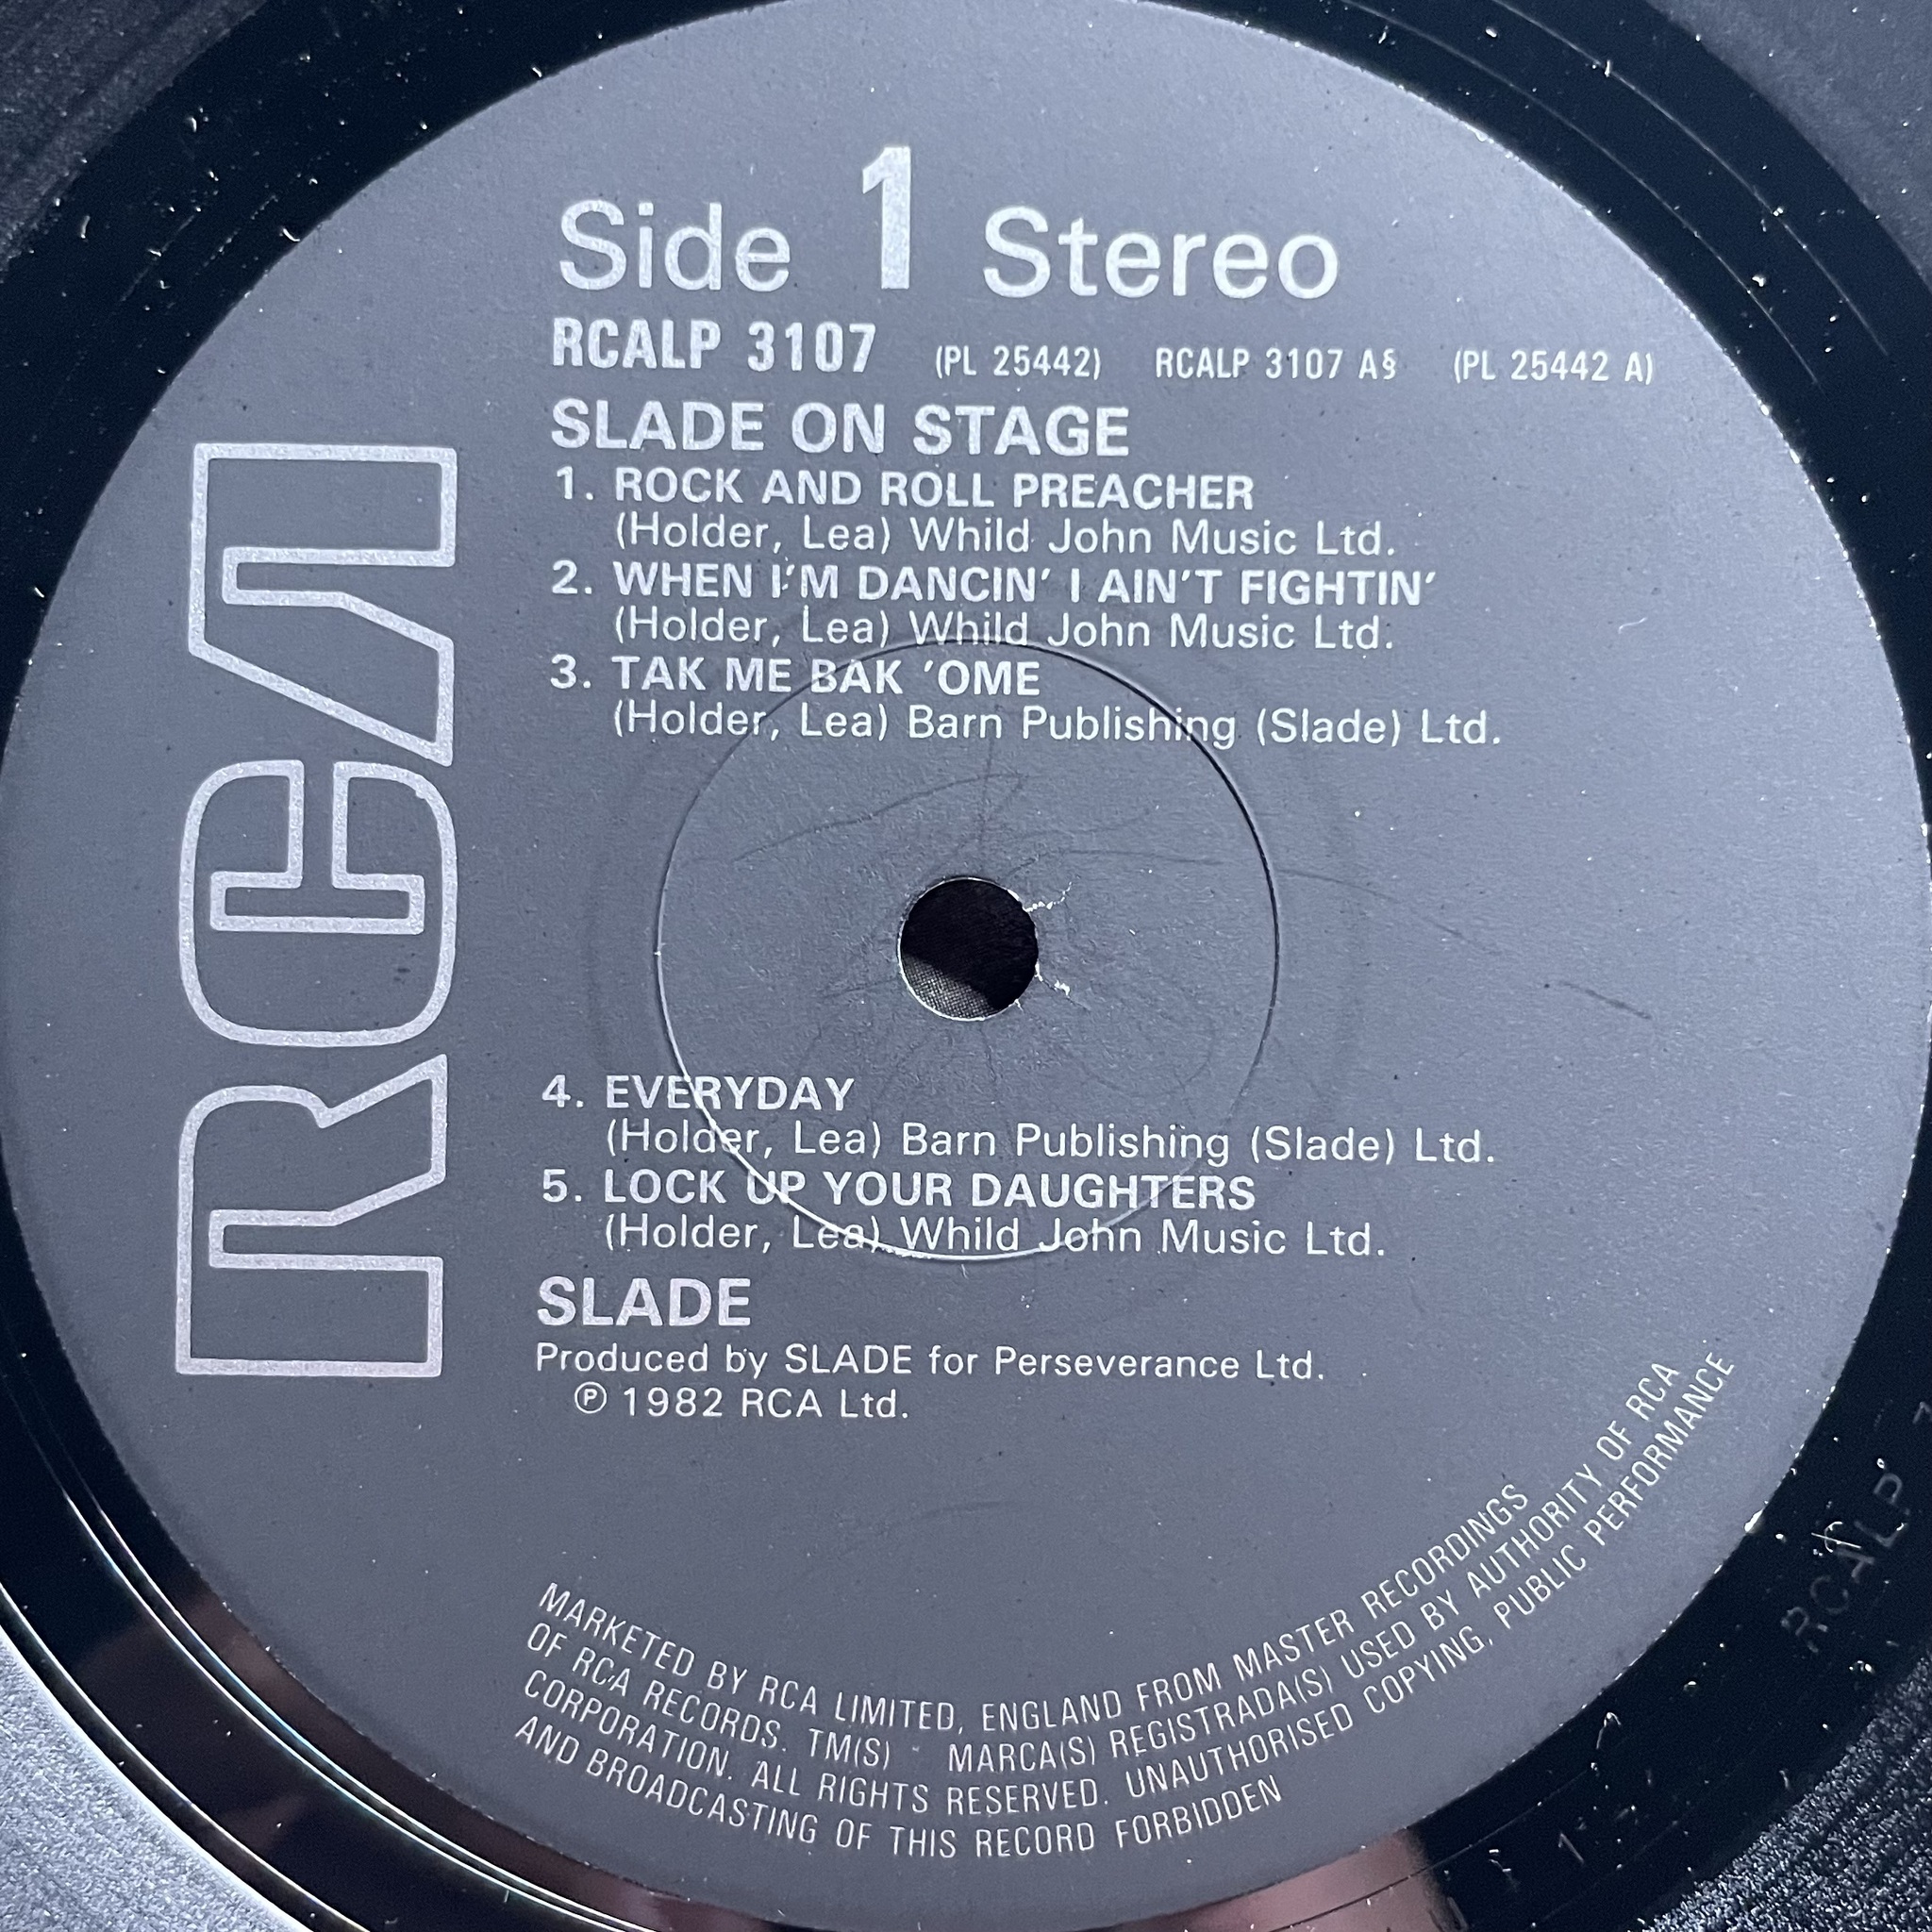 Side 1 Stereo
RCALP 3107 (PL 25442) RCALP 3107 A§ (PL 25442 A)
SLADE ON STAGE
1. ROCK AND ROLL PREACHER
(Holder, Lea) Whild John Music Ltd.
2. WHEN I'M DANCIN' I AIN'T FIGHTIN'
(Holder, Lea) Whild John Music Ltd.
3. TAK ME BAK 'OME
(Holder, Lea) Barn Publishing (Slade) Ltd.
RCA
4. EVERYDAY
(Holder, Lea) Barn Publishing (Slade) Ltd.
5. LOCK UP YOUR DAUGHTERS
(Holder, Lea) Whild John Music Ltd.
SLADE
Produced by SLADE for Perseverance Ltd.
℗ 1982 RCA Ltd.
MARKETED BY RCA LIMITED, ENGLAND FROM MASTER RECORDINGS
OF RCA RECORDS. TM(S) MARCA(S) REGISTRADA(S) USED BY AUTHORITY OF RCA
CORPORATION. ALL RIGHTS RESERVED. UNAUTHORISED COPYING, PUBLIC PERFORMANCE
AND BROADCASTING OF THIS RECORD FORBIDDEN
RCALP